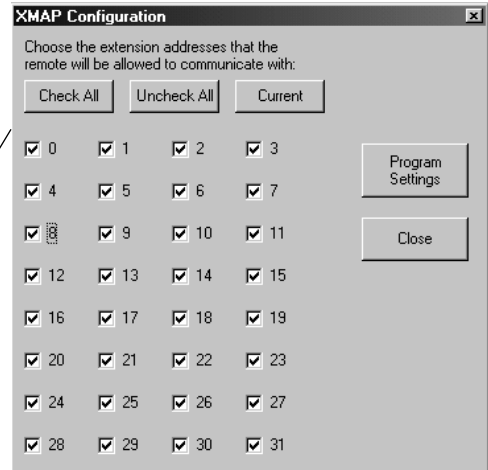 XMAP Configuration
Choose the extension addresses that the
remote will be allowed to communicate with:
Check All Uncheck All Current
0 1 2 3
Program
Settings
4 5 6 7
8 9 10 11
Close
12 13 14 15
16 17 18 19
20 21 22 23
24 25 26 27
28 29 30 31